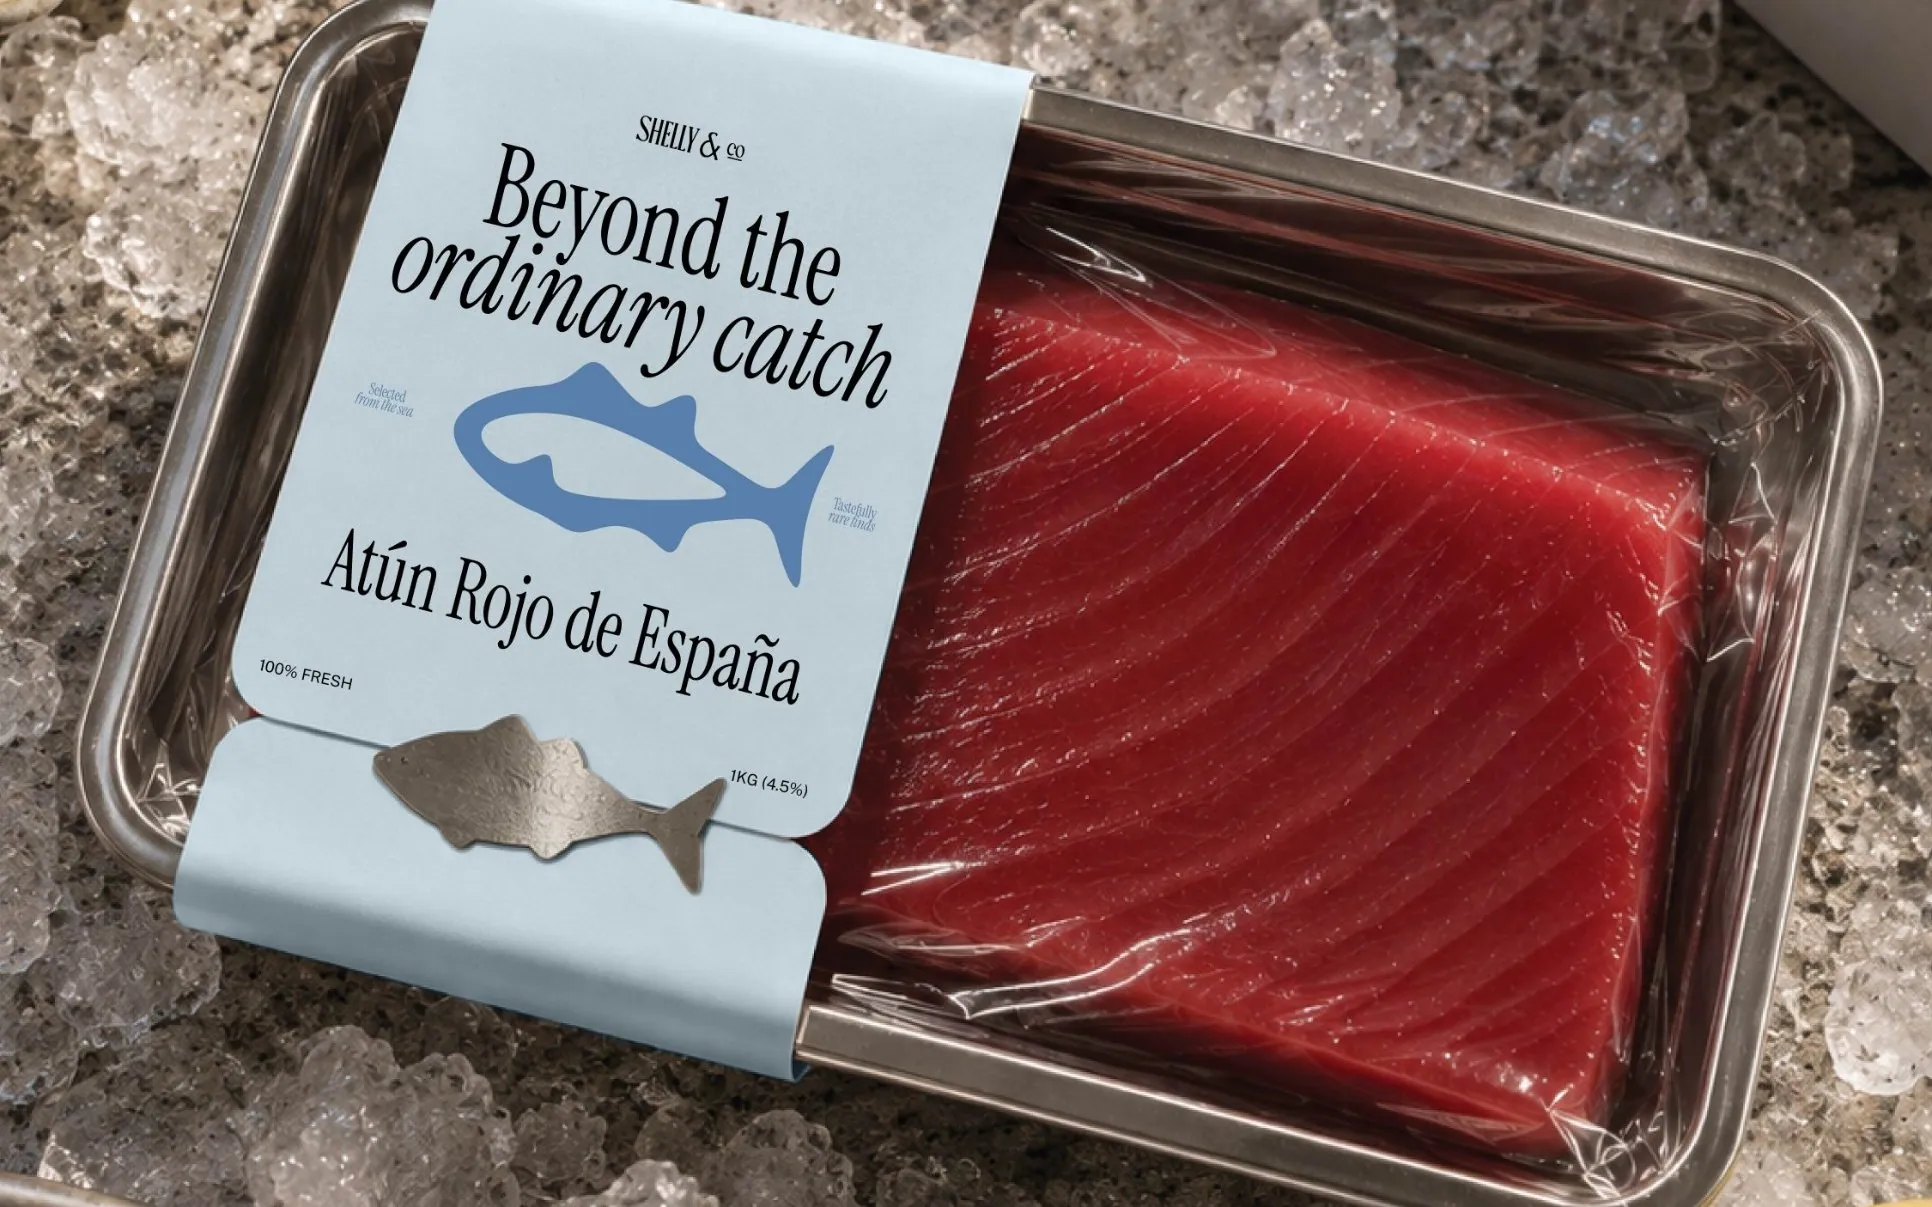 SHELLY & CO
Beyond the
ordinary catch
Selected
from the sea
Tastefully
rare finds
Atún Rojo de España
100% FRESH
1KG (4.5%)